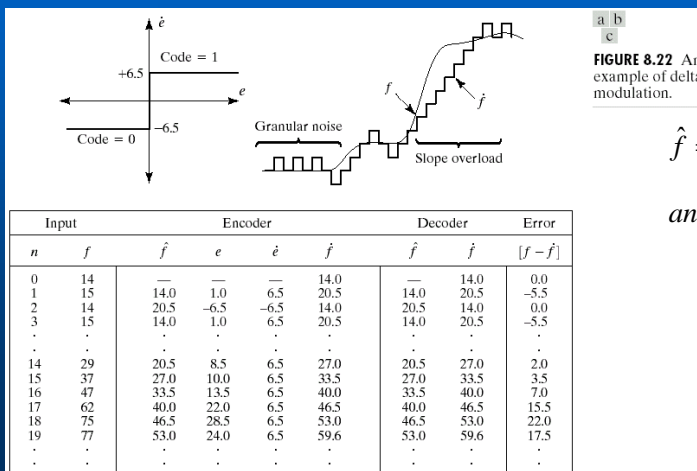 ė
Code = 1
+6.5
e
−6.5
Code = 0
f
ḟ
Granular noise
Slope overload
a b
c
FIGURE 8.22 An
example of delta
modulation.
f̂ =
an
Input Encoder Decoder Error
n f f̂ e ė ḟ f̂ ḟ [f − ḟ]
0 14 — — — 14.0 — 14.0 0.0
1 15 14.0 1.0 6.5 20.5 14.0 20.5 −5.5
2 14 20.5 −6.5 −6.5 14.0 20.5 14.0 0.0
3 15 14.0 1.0 6.5 20.5 14.0 20.5 −5.5
. . . . . . . . .
. . . . . . . . .
14 29 20.5 8.5 6.5 27.0 20.5 27.0 2.0
15 37 27.0 10.0 6.5 33.5 27.0 33.5 3.5
16 47 33.5 13.5 6.5 40.0 33.5 40.0 7.0
17 62 40.0 22.0 6.5 46.5 40.0 46.5 15.5
18 75 46.5 28.5 6.5 53.0 46.5 53.0 22.0
19 77 53.0 24.0 6.5 59.6 53.0 59.6 17.5
. . . . . . . . .
. . . . . . . . .